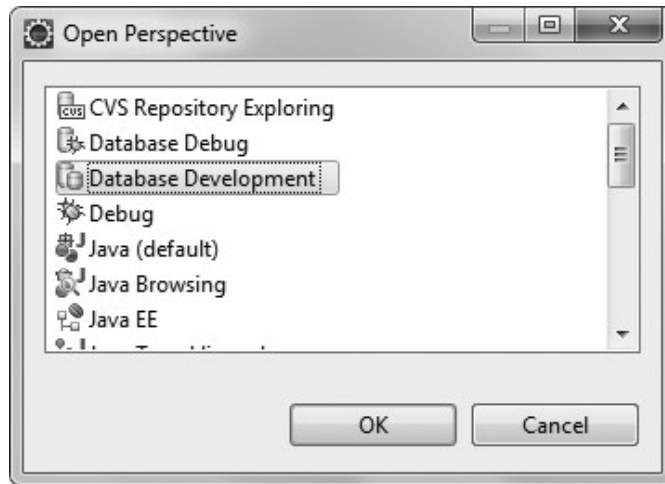 Open Perspective
CVS Repository Exploring
Database Debug
Database Development
Debug
Java (default)
Java Browsing
Java EE
OK Cancel